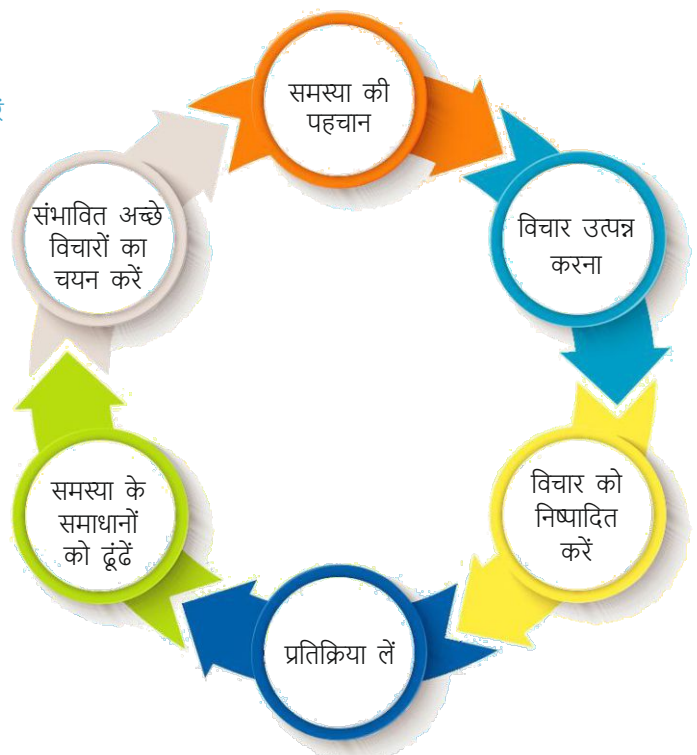 समस्या की
पहचान
विचार उत्पन्न
करना
विचार को
निष्पादित
करें
प्रतिक्रिया लें
समस्या के
समाधानों
को ढूंढें
संभावित अच्छे
विचारों का
चयन करें